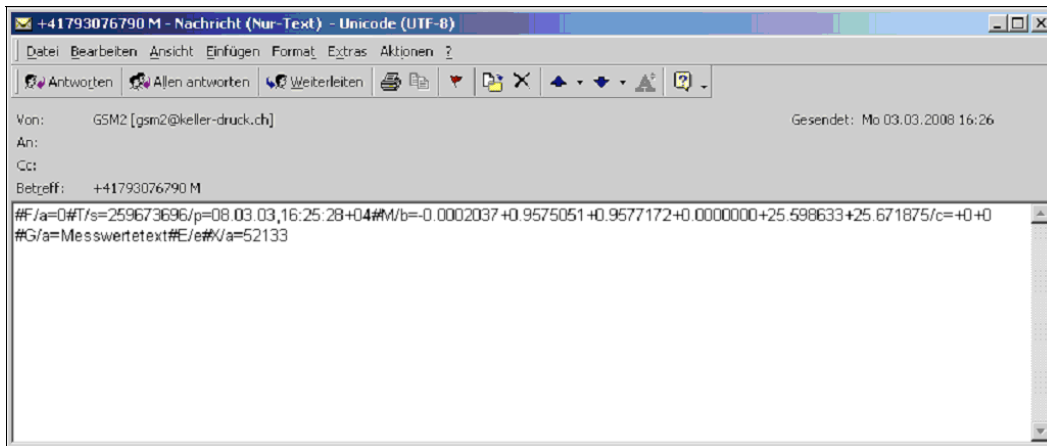 +41793076790 M - Nachricht (Nur-Text) - Unicode (UTF-8)
Datei Bearbeiten Ansicht Einfügen Format Extras Aktionen ?
Antworten Allen antworten Weiterleiten
Von: GSM2 [gsm2@keller-druck.ch] Gesendet: Mo 03.03.2008 16:26
An:
Cc:
Betreff: +41793076790 M
#F/a=0#T/s=259673696/p=08.03.03,16:25:28+04#M/b=-0.0002037+0.9575051+0.9577172+0.0000000+25.598633+25.671875/c=+0+0
#G/a=Messwertetext#E/e#X/a=52133